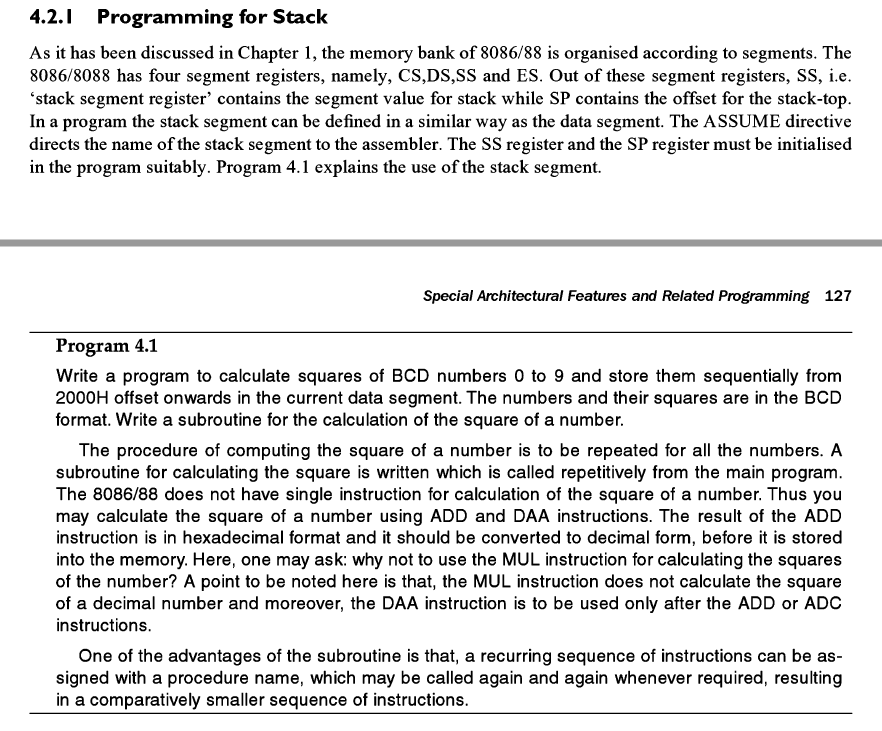 4.2.1 Programming for Stack
As it has been discussed in Chapter 1, the memory bank of 8086/88 is organised according to segments. The
8086/8088 has four segment registers, namely, CS,DS,SS and ES. Out of these segment registers, SS, i.e.
‘stack segment register’ contains the segment value for stack while SP contains the offset for the stack-top.
In a program the stack segment can be defined in a similar way as the data segment. The ASSUME directive
directs the name of the stack segment to the assembler. The SS register and the SP register must be initialised
in the program suitably. Program 4.1 explains the use of the stack segment.
Special Architectural Features and Related Programming 127
Program 4.1
Write a program to calculate squares of BCD numbers 0 to 9 and store them sequentially from
2000H offset onwards in the current data segment. The numbers and their squares are in the BCD
format. Write a subroutine for the calculation of the square of a number.
The procedure of computing the square of a number is to be repeated for all the numbers. A
subroutine for calculating the square is written which is called repetitively from the main program.
The 8086/88 does not have single instruction for calculation of the square of a number. Thus you
may calculate the square of a number using ADD and DAA instructions. The result of the ADD
instruction is in hexadecimal format and it should be converted to decimal form, before it is stored
into the memory. Here, one may ask: why not to use the MUL instruction for calculating the squares
of the number? A point to be noted here is that, the MUL instruction does not calculate the square
of a decimal number and moreover, the DAA instruction is to be used only after the ADD or ADC
instructions.
One of the advantages of the subroutine is that, a recurring sequence of instructions can be as-
signed with a procedure name, which may be called again and again whenever required, resulting
in a comparatively smaller sequence of instructions.